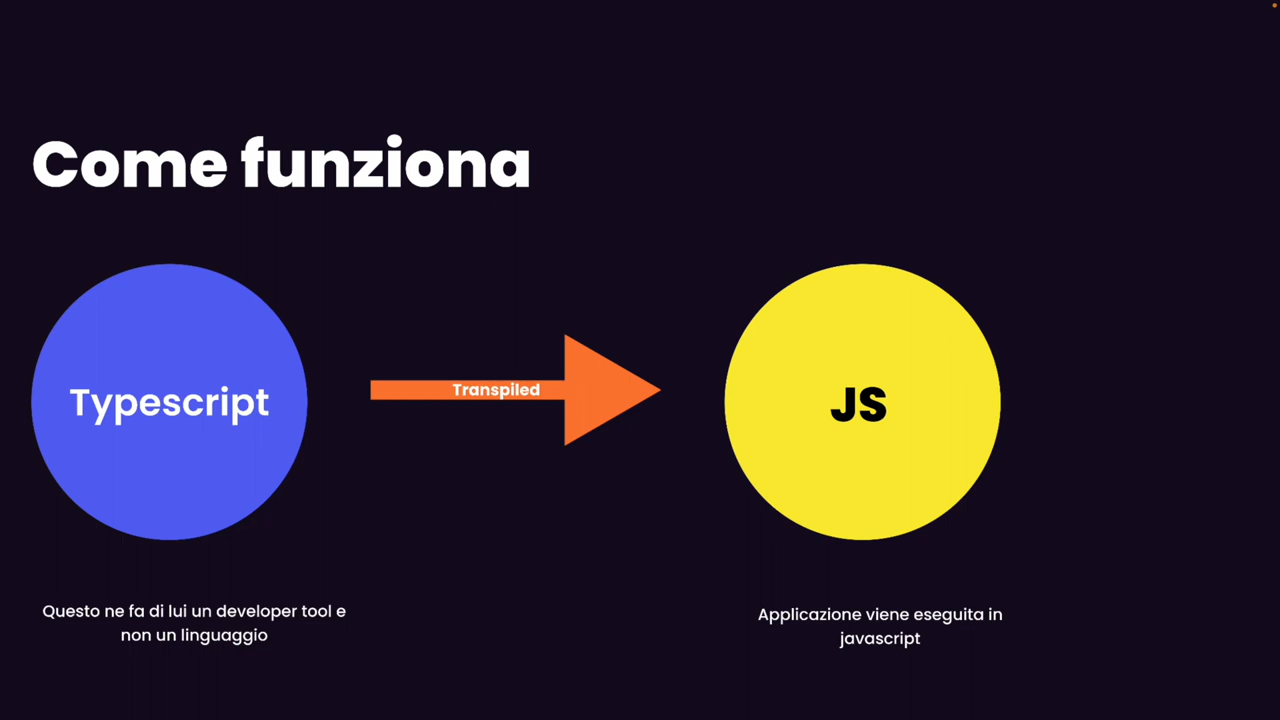 Come funziona
Typescript
Transpiled
JS
Questo ne fa di lui un developer tool e
non un linguaggio
Applicazione viene eseguita in
javascript